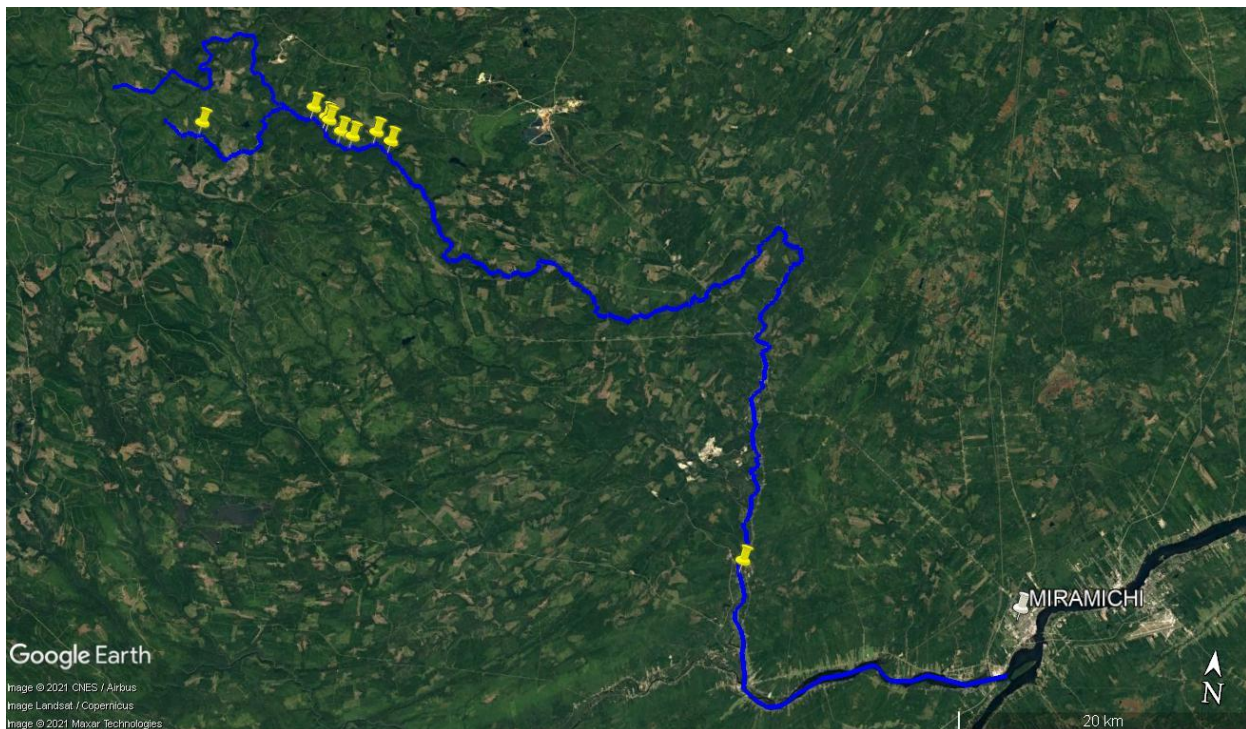 MIRAMICHI
Google Earth
Image © 2021 CNES / Airbus
Image Landsat / Copernicus
Image © 2021 Maxar Technologies
N
20 km